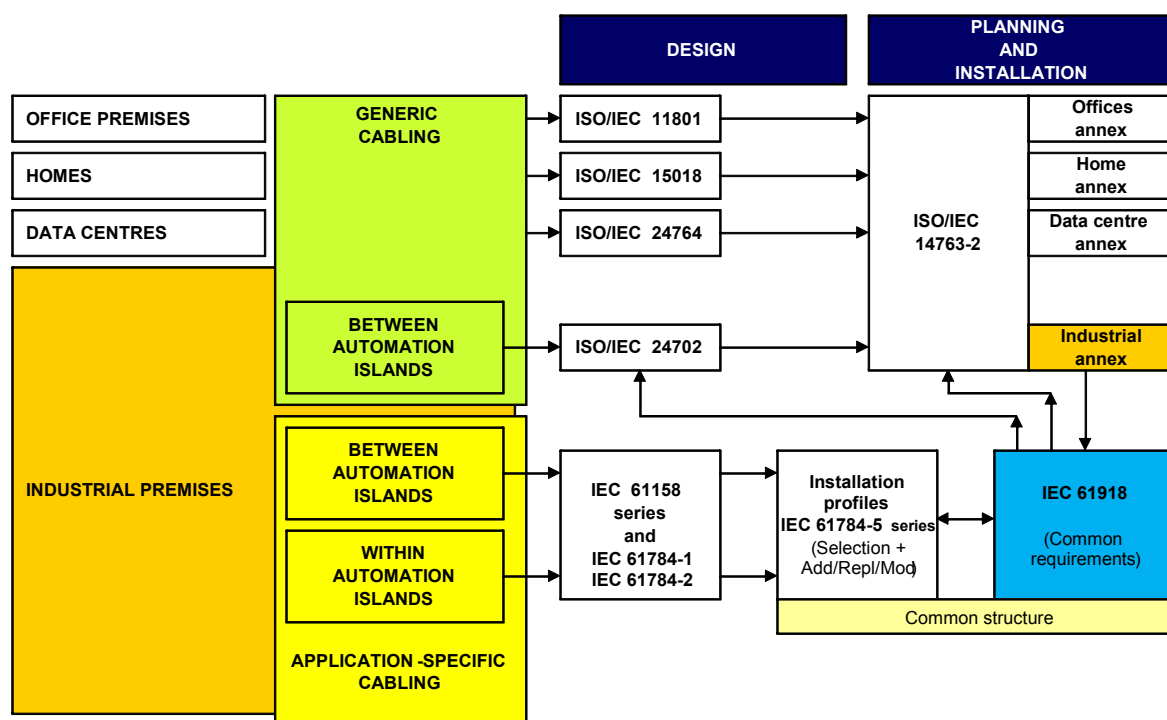 DESIGN
PLANNING
AND
INSTALLATION
OFFICE PREMISES
GENERIC
CABLING
ISO/IEC 11801
Offices
annex
HOMES
ISO/IEC 15018
Home
annex
DATA CENTRES
ISO/IEC 24764
ISO/IEC
14763-2
Data centre
annex
BETWEEN
AUTOMATION
ISLANDS
ISO/IEC 24702
Industrial
annex
INDUSTRIAL PREMISES
BETWEEN
AUTOMATION
ISLANDS
WITHIN
AUTOMATION
ISLANDS
APPLICATION -SPECIFIC
CABLING
IEC 61158
series
and
IEC 61784-1
IEC 61784-2
Installation
profiles
IEC 61784-5 series
(Selection +
Add/Repl/Mod)
IEC 61918
(Common
requirements)
Common structure